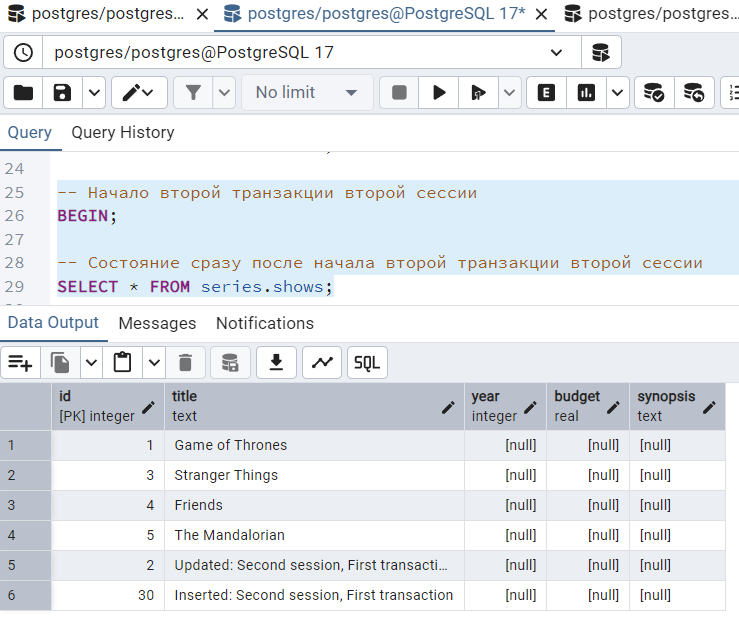 postgres/postgres... postgres/postgres@PostgreSQL 17* postgres/postgres...
postgres/postgres@PostgreSQL 17
No limit
Query Query History
24
25 -- Начало второй транзакции второй сессии
26 BEGIN;
27
28 -- Состояние сразу после начала второй транзакции второй сессии
29 SELECT * FROM series.shows;
Data Output Messages Notifications
SQL
id title year budget synopsis
[PK] integer text integer real text
1 1 Game of Thrones [null] [null] [null]
2 3 Stranger Things [null] [null] [null]
3 4 Friends [null] [null] [null]
4 5 The Mandalorian [null] [null] [null]
5 2 Updated: Second session, First transacti... [null] [null] [null]
6 30 Inserted: Second session, First transaction [null] [null] [null]